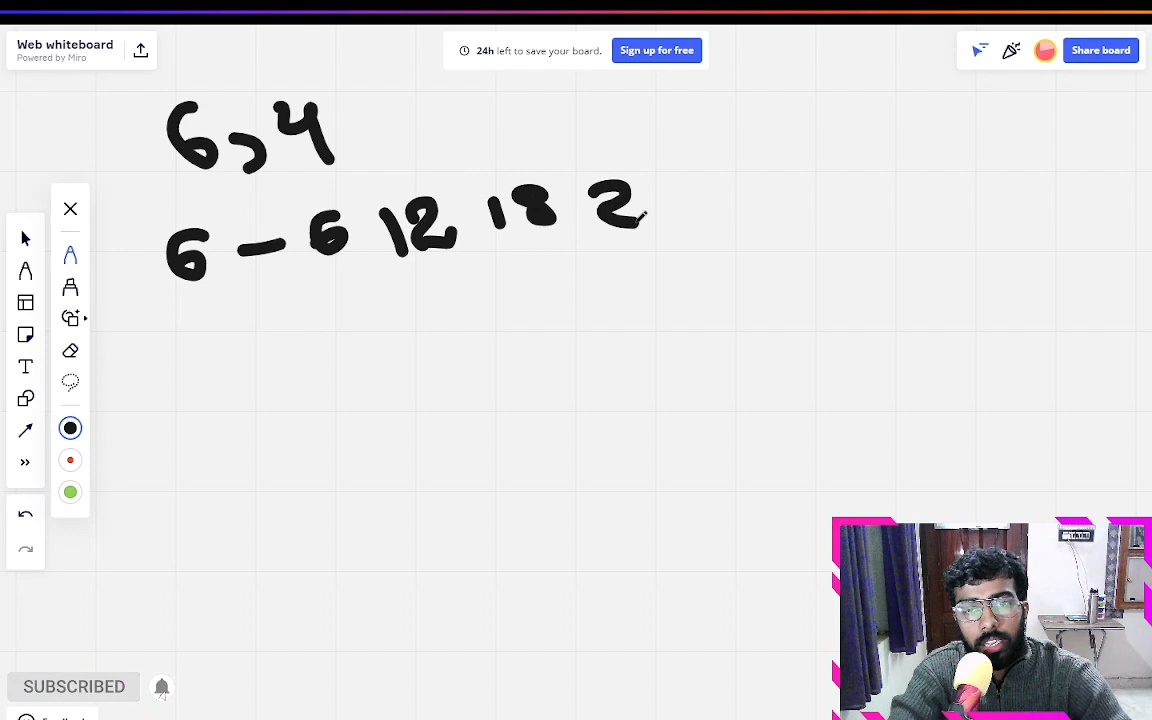 Web whiteboard
Powered by Miro
24h left to save your board.
Sign up for free
Share board
6,4
6 - 6 12 18 2
SUBSCRIBED